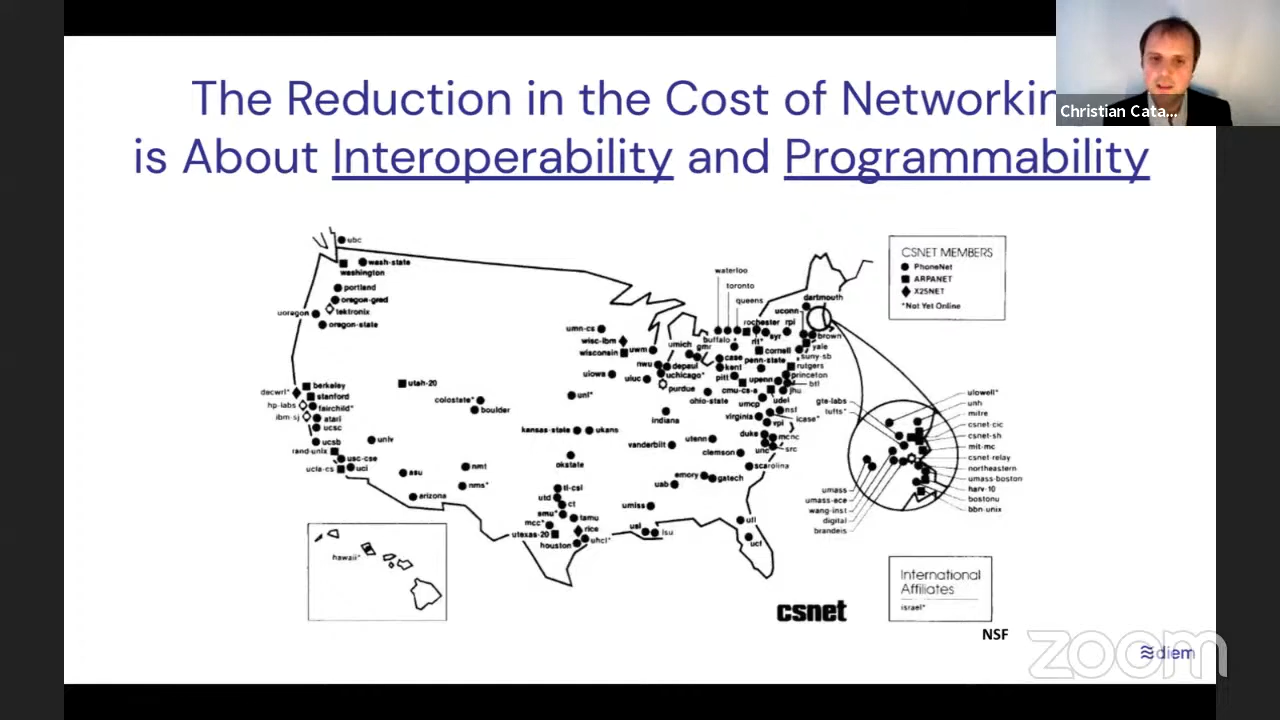 The Reduction in the Cost of Networkin
is About Interoperability and Programmability
Christian Cata...
CSNET MEMBERS
PhoneNet
ARPANET
X25NET
*Not Yet Online
ubc
wash-state
washington
portland
oregon-grad
uoregon
tektronix
oregon-state
berkeley
decwrl*
stanford
hp-labs
fairchild*
ibm-sj
atari
ucsc
ucsb
univ
rand-unix
usc-cse
ucla-cs
uci
utah-20
asu
arizona
nmt
nms*
colostate*
boulder
unl*
kansas-state
ukans
okstate
ti-csl
utd
ct
smu*
tamu
mcc*
rice
utexas-20
uhcl*
houston
umn-cs
wisc-ibm
wisconsin
uwm
uiowa
nwu
depaul
uiuc
uchicago*
purdue
indiana
umich
gmr
waterloo
toronto
queens
buffalo
rochester
rpi
rit*
syr
cornell
case
kent
penn-state
pitt
cmu-cs-a
upenn
ohio-state
umcp
udel
jhu
btl
princeton
rutgers
suny-sb
yale
brown
uconn
dartmouth
nsf
icase*
virginia
vpi
duke
mcnc
unc
src
utenn
vanderbilt
clemson
scarolina
emory
gatech
uab
umiss
usl
lsu
ufl
ucf
hawaii*
ulowell*
unh
mitre
csnet-cic
csnet-sh
mit-mc
csnet-relay
northeastern
umass-boston
harv-10
bostonu
bbn-unix
gte-labs
tufts*
umass
umass-ece
wang-inst
digital
brandeis
International
Affiliates
israel*
csnet
NSF
zoom
diem